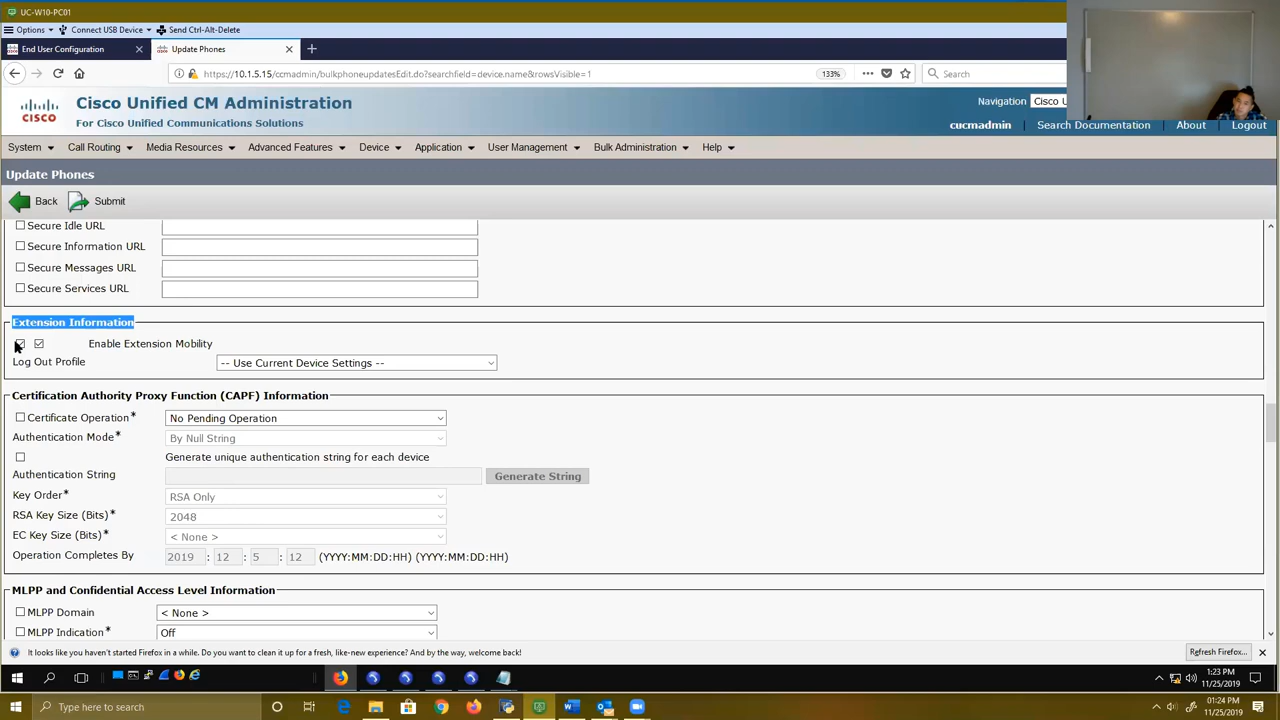 UC-W10-PC01
Options Connect USB Device Send Ctrl-Alt-Delete
End User Configuration Update Phones
https://10.1.5.15/ccmadmin/bulkphoneupdatesEdit.do?searchfield=device.name&rowsVisible=1 133% Search
CISCO
Cisco Unified CM Administration Navigation Cisco U
For Cisco Unified Communications Solutions cucmadmin Search Documentation About Logout
System Call Routing Media Resources Advanced Features Device Application User Management Bulk Administration Help
Update Phones
Back Submit
Secure Idle URL
Secure Information URL
Secure Messages URL
Secure Services URL
Extension Information
Enable Extension Mobility
Log Out Profile -- Use Current Device Settings --
Certification Authority Proxy Function (CAPF) Information
Certificate Operation* No Pending Operation
Authentication Mode* By Null String
Generate unique authentication string for each device
Authentication String Generate String
Key Order* RSA Only
RSA Key Size (Bits)* 2048
EC Key Size (Bits)* < None >
Operation Completes By 2019 : 12 : 5 : 12 (YYYY:MM:DD:HH) (YYYY:MM:DD:HH)
MLPP and Confidential Access Level Information
MLPP Domain < None >
MLPP Indication* Off
It looks like you haven't started Firefox in a while. Do you want to clean it up for a fresh, like-new experience? And by the way, welcome back! Refresh Firefox...
1:23 PM
11/25/2019
Type here to search
01:24 PM
11/25/2019